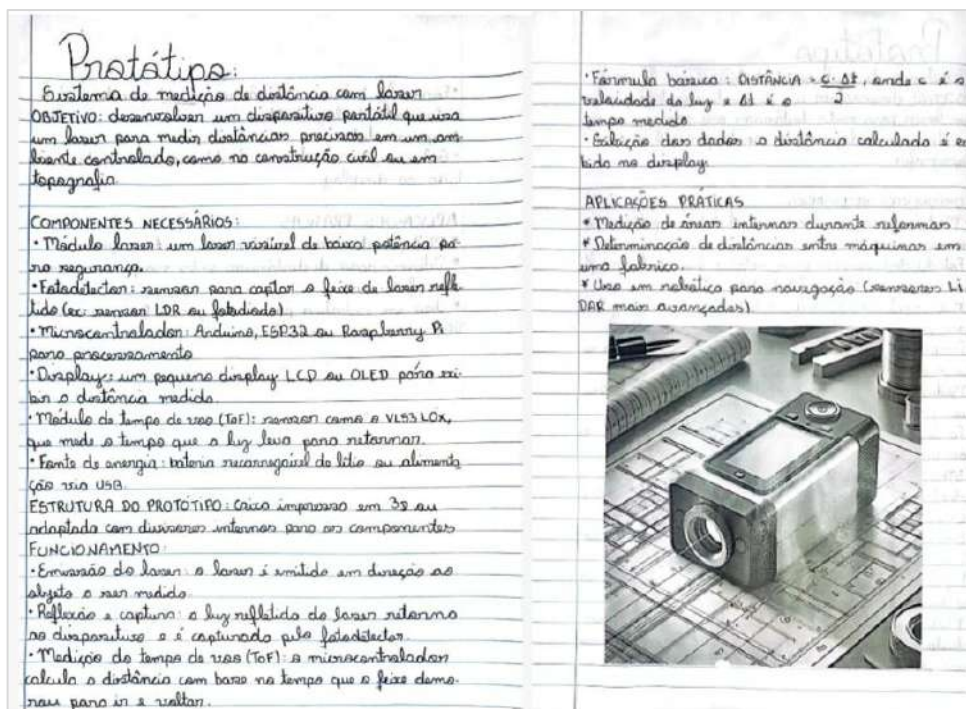 Protótipo:
Sistema de medição de distância com laser
OBJETIVO: desenvolver um dispositivo portátil que usa
um laser para medir distâncias precisas em um am
biente controlado, como na construção civil ou em
topografia.
COMPONENTES NECESSÁRIOS:
• Módulo laser: um laser visível de baixa potência pa-
ra segurança.
• Fotodetector: sensor para captar o feixe de laser refle
tido (ex: sensor LDR ou fotodiodo)
• Microcontrolador: Arduino, ESP32 ou Raspberry Pi
para processamento
• Display: um pequeno display LCD ou OLED para exi-
bir a distância medida.
• Módulo de tempo de voo (ToF): sensor como o VL53L0x,
que mede o tempo que a luz leva para retornar.
• Fonte de energia: bateria recarregável de lítio ou alimenta
ção via USB.
ESTRUTURA DO PROTÓTIPO: Caixa impressa em 3D ou
adaptada com divisores internos para os componentes
FUNCIONAMENTO:
• Emissão do laser: o laser é emitido em direção ao
objeto a ser medido.
• Reflexão e captura: a luz refletida do laser retorna
ao dispositivo e é capturada pelo fotodetector.
• Medição do tempo de voo (ToF): o microcontrolador
calcula a distância com base no tempo que o feixe demo-
rou para ir e voltar.
• Fórmula básica: DISTÂNCIA = c · Δt / 2, onde c é a
velocidade da luz e Δt é o
tempo medido
• Exibição dos dados: a distância calculada é exi
bida no display.
APLICAÇÕES PRÁTICAS
* Medição de áreas internas durante reformas
* Determinação de distâncias entre máquinas em
uma fábrica.
* Uso em robótica para navegação (sensores Li
DAR mais avançados)